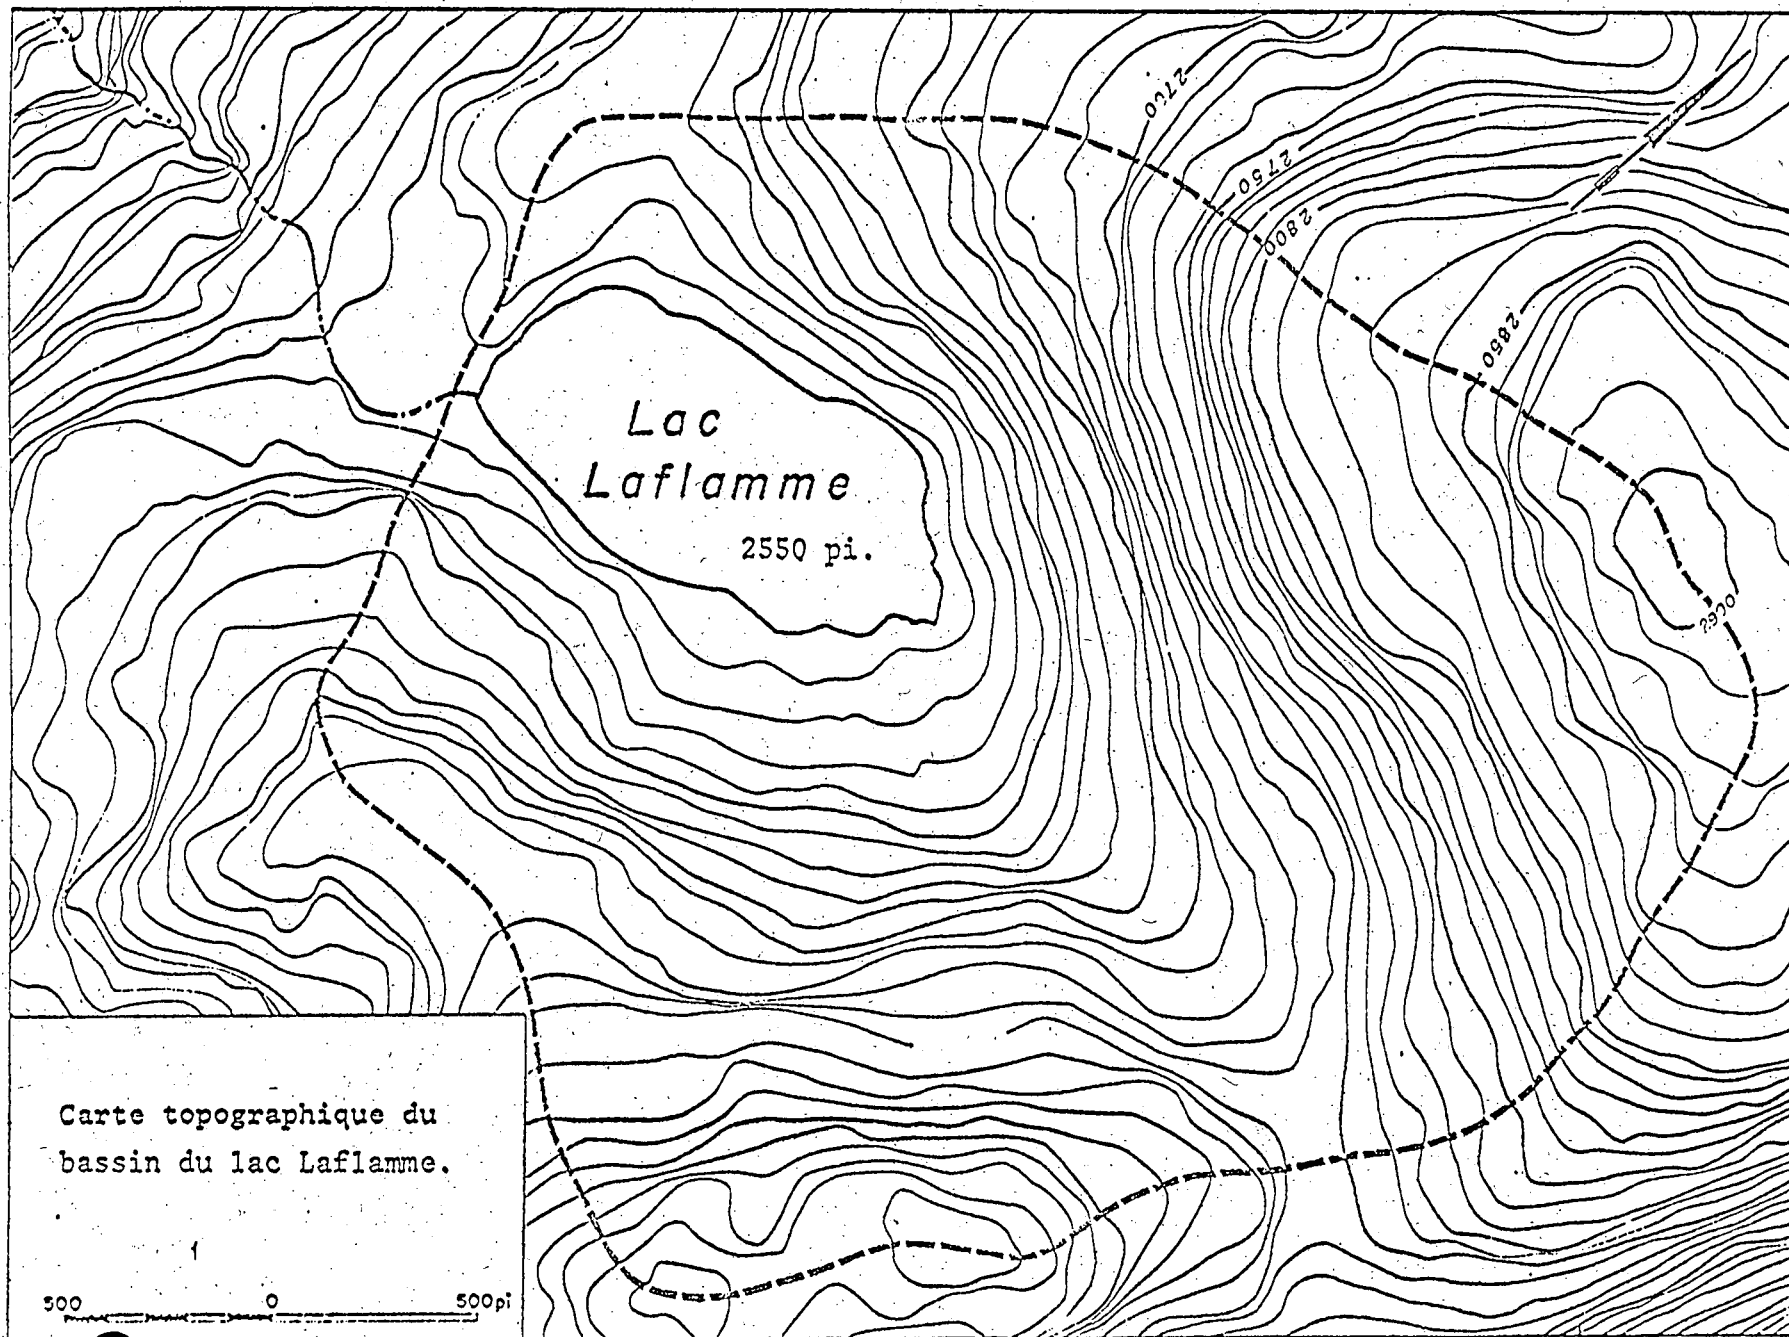 2700
2750
2800
2850
Lac
Laflamme
2550 pi.
2900
Carte topographique du
bassin du lac Laflamme.
500 0 500pi